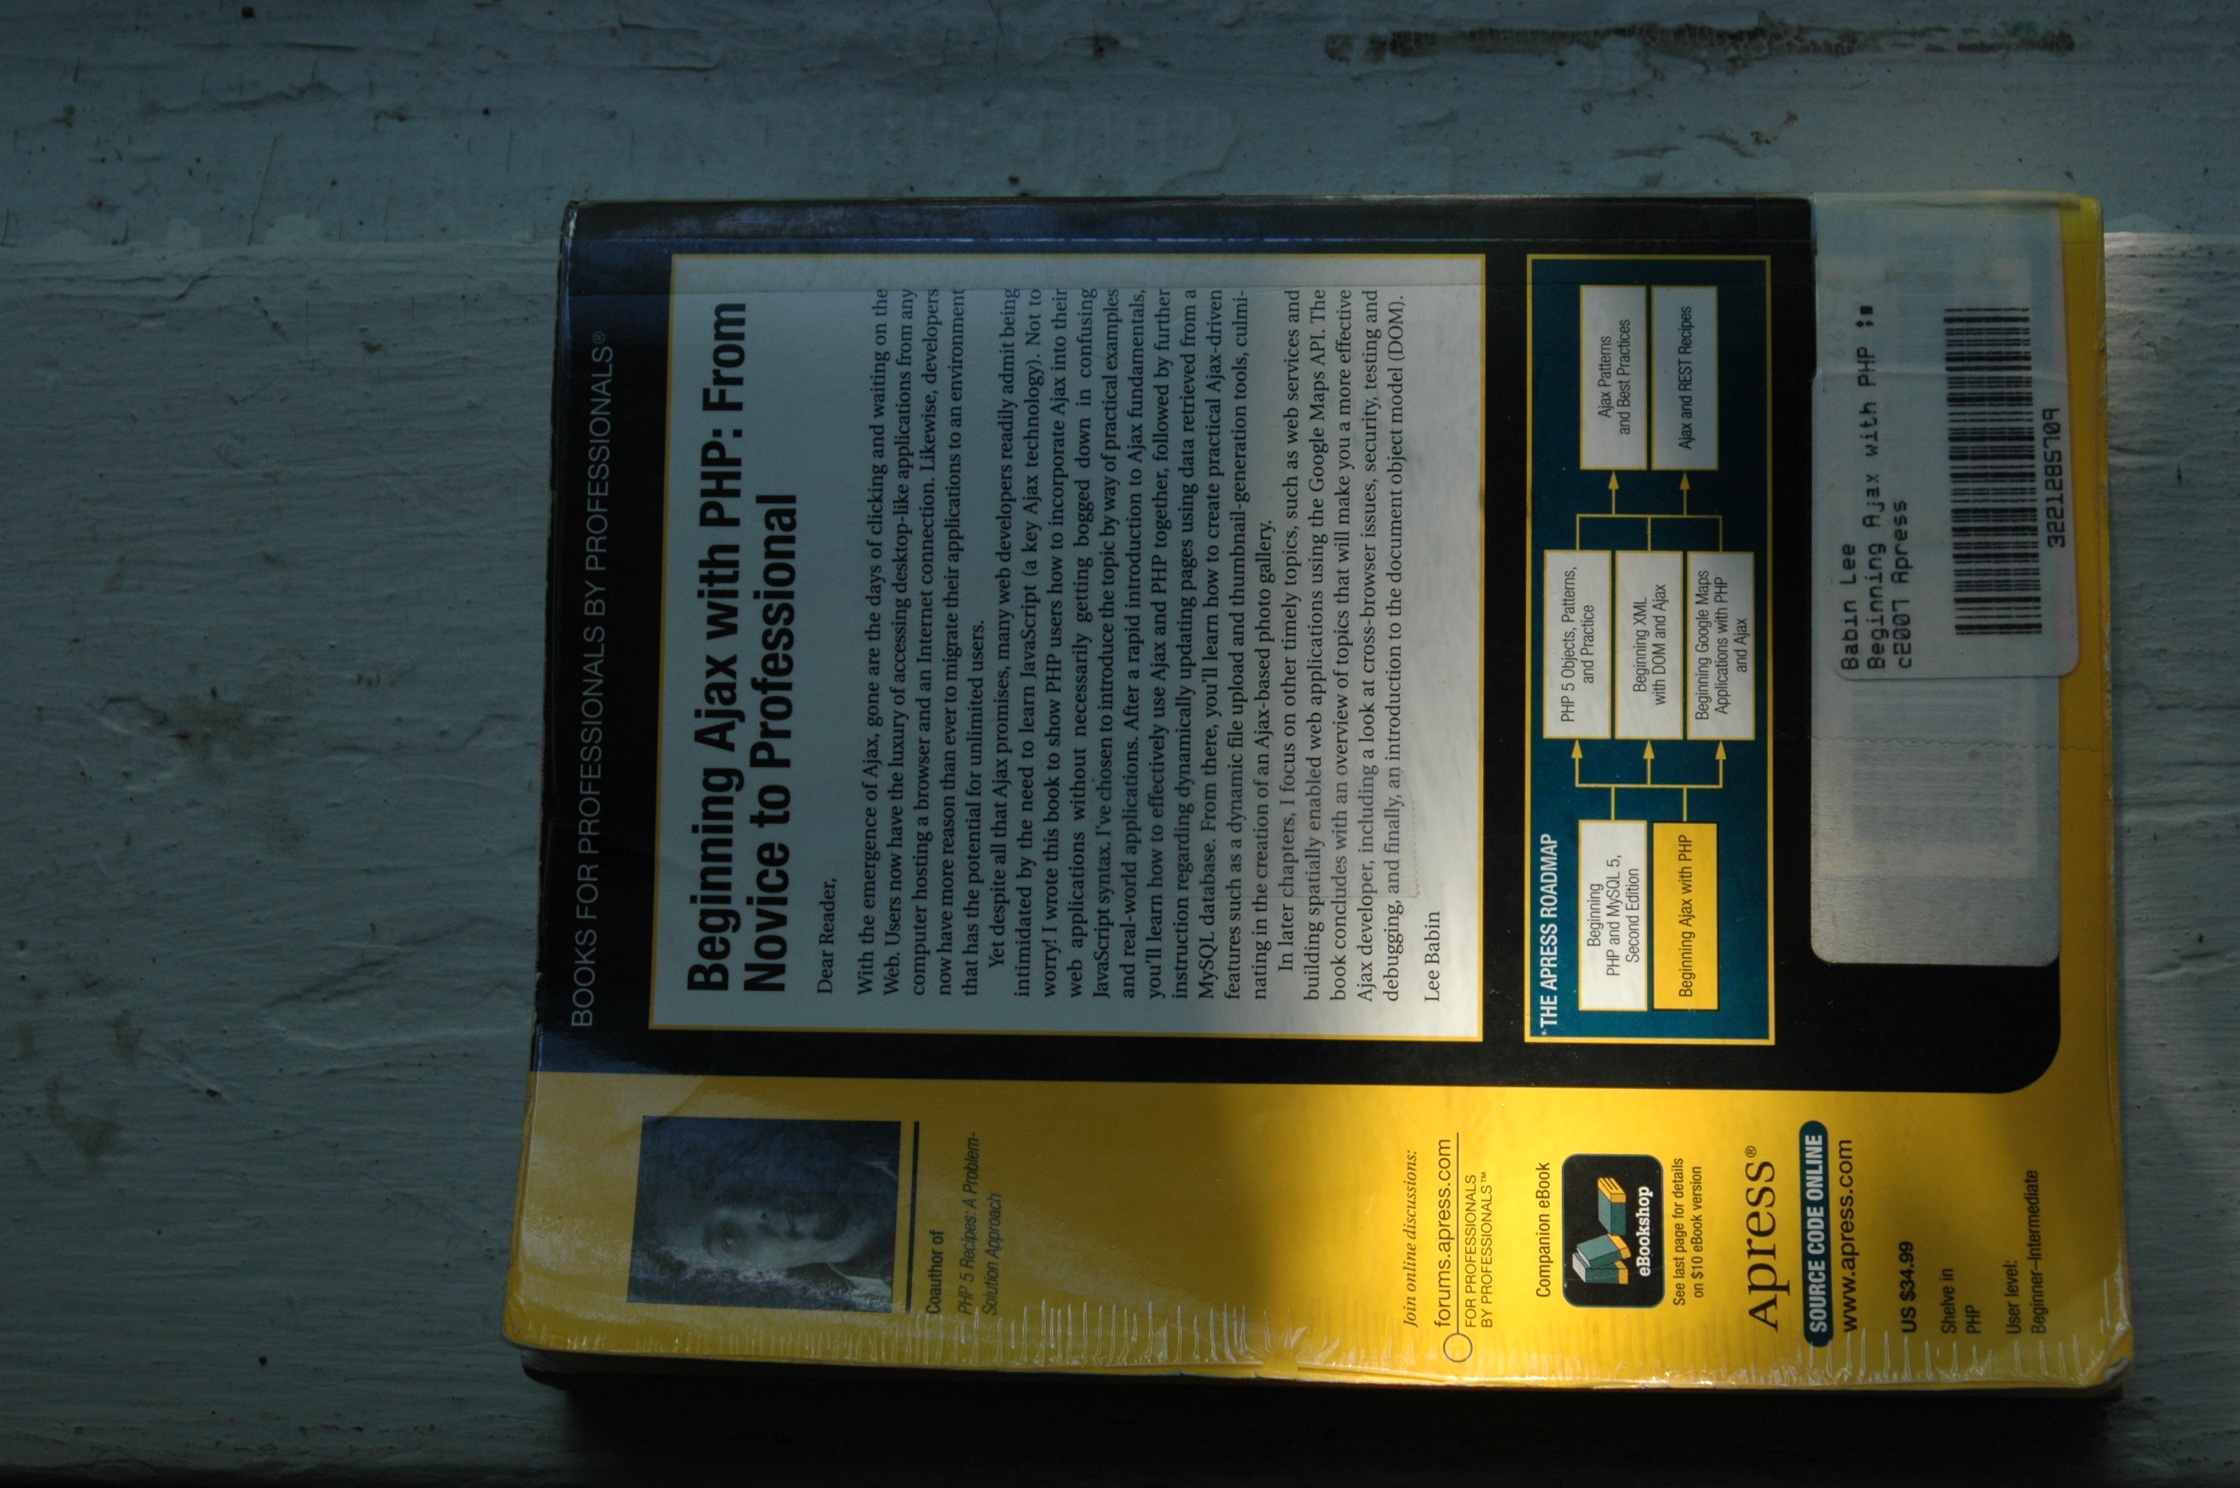 BOOKS FOR PROFESSIONALS BY PROFESSIONALS®
Beginning Ajax with PHP: From
Novice to Professional
Dear Reader,
With the emergence of Ajax, gone are the days of clicking and waiting on the
Web. Users now have the luxury of accessing desktop-like applications from any
computer hosting a browser and an Internet connection. Likewise, developers
now have more reason than ever to migrate their applications to an environment
that has the potential for unlimited users.
Yet despite all that Ajax promises, many web developers readily admit being
intimidated by the need to learn JavaScript (a key Ajax technology). Not to
worry! I wrote this book to show PHP users how to incorporate Ajax into their
web applications without necessarily getting bogged down in confusing
JavaScript syntax. I've chosen to introduce the topic by way of practical examples
and real-world applications. After a rapid introduction to Ajax fundamentals,
you'll learn how to effectively use Ajax and PHP together, followed by further
instruction regarding dynamically updating pages using data retrieved from a
MySQL database. From there, you'll learn how to create practical Ajax-driven
features such as a dynamic file upload and thumbnail-generation tools, culmi-
nating in the creation of an Ajax-based photo gallery.
In later chapters, I focus on other timely topics, such as web services and
building spatially enabled web applications using the Google Maps API. The
book concludes with an overview of topics that will make you a more effective
Ajax developer, including a look at cross-browser issues, security, testing and
debugging, and finally, an introduction to the document object model (DOM).
Lee Babin
Coauthor of
PHP 5 Recipes: A Problem-
Solution Approach
Join online discussions:
forums.apress.com
FOR PROFESSIONALS
BY PROFESSIONALS™
Companion eBook
eBookshop
See last page for details
on $10 eBook version
Apress®
SOURCE CODE ONLINE
www.apress.com
US $34.99
Shelve in
PHP
User level:
Beginner–Intermediate
THE APRESS ROADMAP
Beginning
PHP and MySQL 5,
Second Edition
Beginning Ajax with PHP
PHP 5 Objects, Patterns,
and Practice
Beginning XML
with DOM and Ajax
Beginning Google Maps
Applications with PHP
and Ajax
Ajax Patterns
and Best Practices
Ajax and REST Recipes
Babin Lee
Beginning Ajax with PHP :
c2007 Apress
3221285709